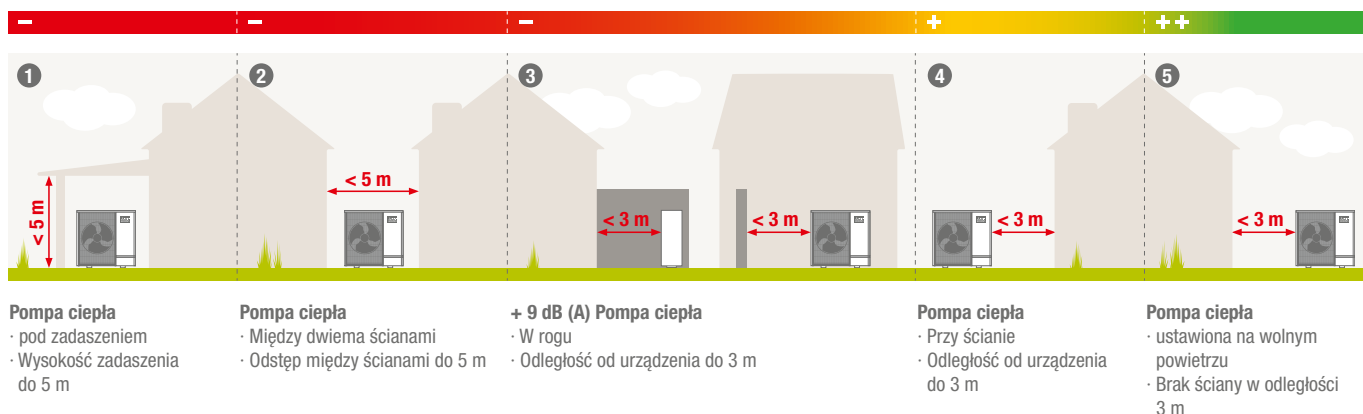 − − − + ++
1 2 3 4 5
< 5 m
< 5 m
< 3 m
< 3 m
< 3 m
< 3 m
Pompa ciepła
· pod zadaszeniem
· Wysokość zadaszenia
do 5 m
Pompa ciepła
· Między dwiema ścianami
· Odstęp między ścianami do 5 m
+ 9 dB (A) Pompa ciepła
· W rogu
· Odległość od urządzenia do 3 m
Pompa ciepła
· Przy ścianie
· Odległość od urządzenia
do 3 m
Pompa ciepła
· ustawiona na wolnym
powietrzu
· Brak ściany w odległości
3 m